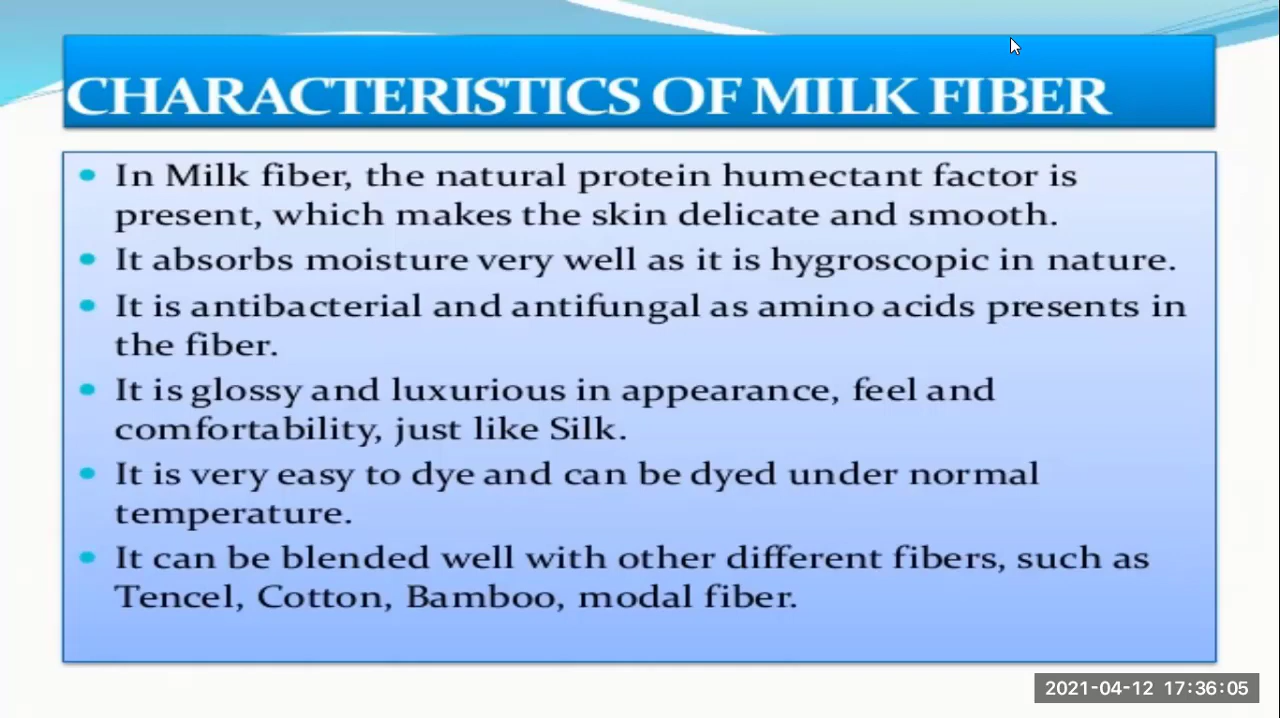 CHARACTERISTICS OF MILK FIBER
• In Milk fiber, the natural protein humectant factor is
present, which makes the skin delicate and smooth.
• It absorbs moisture very well as it is hygroscopic in nature.
• It is antibacterial and antifungal as amino acids presents in
the fiber.
• It is glossy and luxurious in appearance, feel and
comfortability, just like Silk.
• It is very easy to dye and can be dyed under normal
temperature.
• It can be blended well with other different fibers, such as
Tencel, Cotton, Bamboo, modal fiber.
2021-04-12 17:36:05